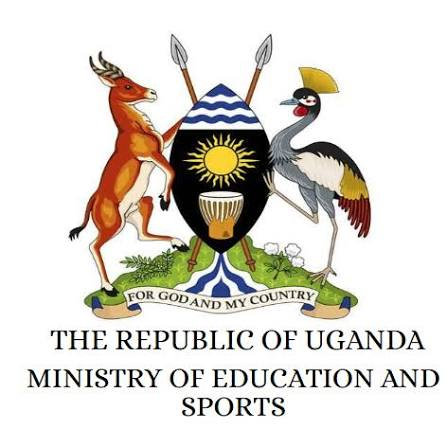 FOR GOD AND MY COUNTRY
THE REPUBLIC OF UGANDA
MINISTRY OF EDUCATION AND
SPORTS